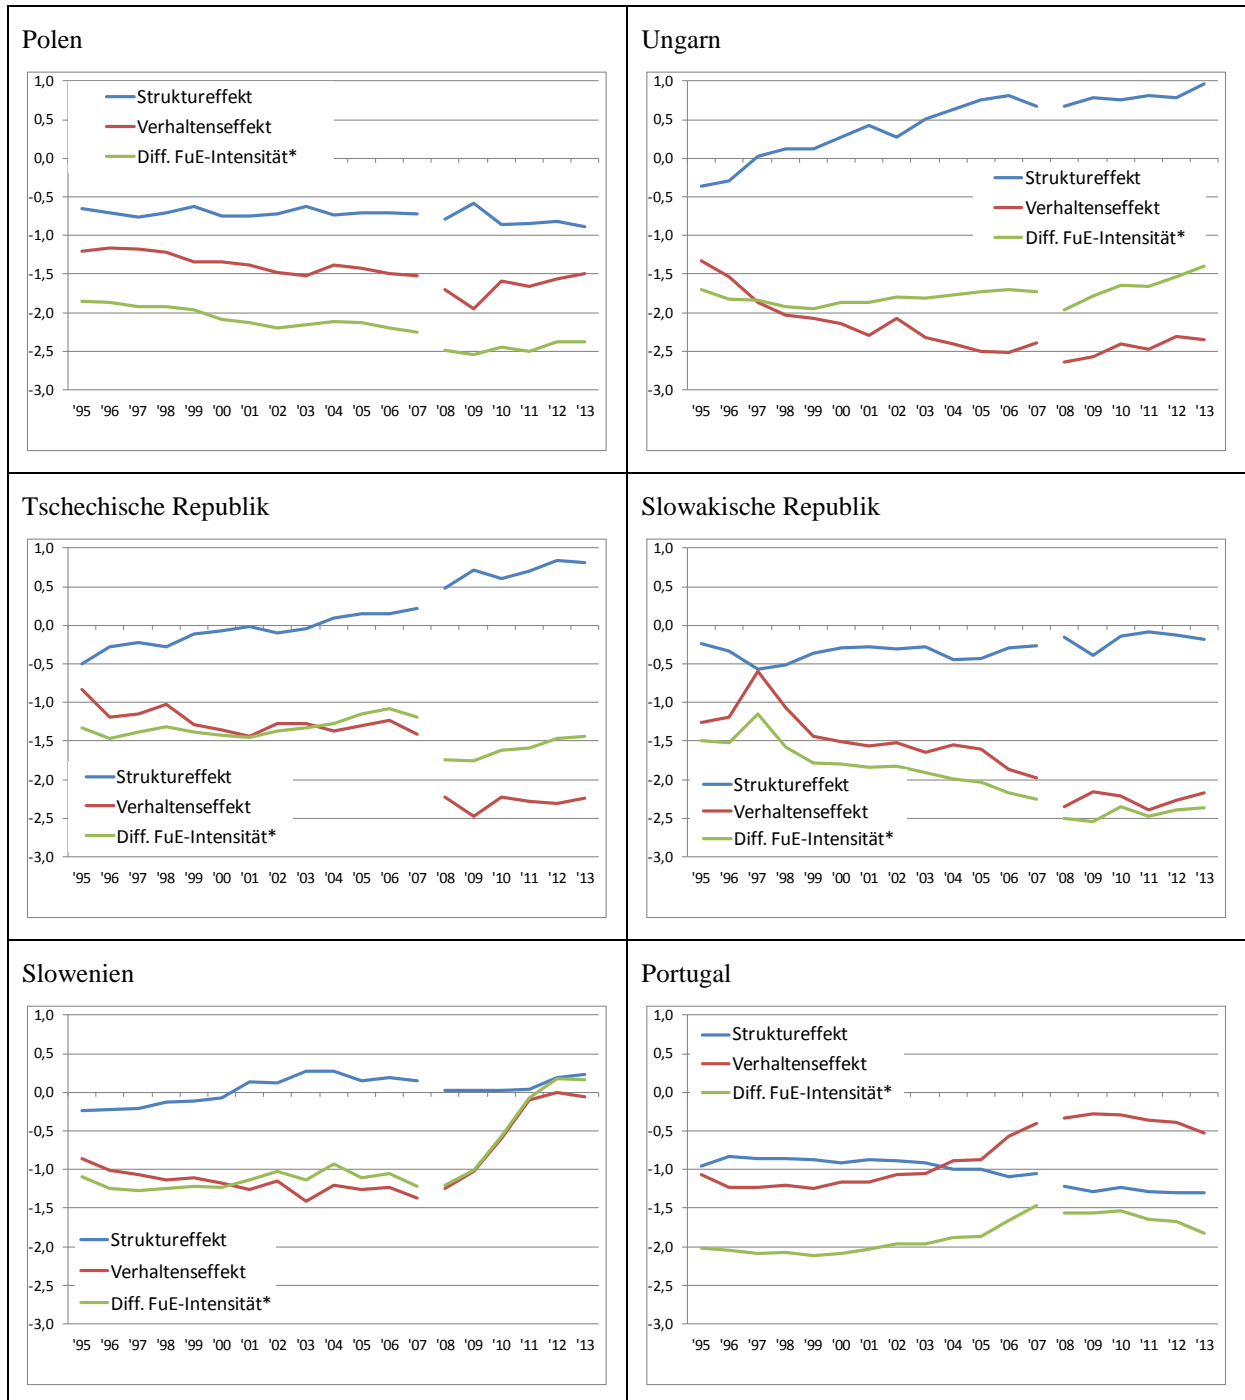 Polen
1,0
0,5
0,0
-0,5
-1,0
-1,5
-2,0
-2,5
-3,0
Struktureffekt
Verhaltenseffekt
Diff. FuE-Intensität*
'95 '96 '97 '98 '99 '00 '01 '02 '03 '04 '05 '06 '07 '08 '09 '10 '11 '12 '13
Ungarn
1,0
0,5
0,0
-0,5
-1,0
-1,5
-2,0
-2,5
-3,0
Struktureffekt
Verhaltenseffekt
Diff. FuE-Intensität*
'95 '96 '97 '98 '99 '00 '01 '02 '03 '04 '05 '06 '07 '08 '09 '10 '11 '12 '13
Tschechische Republik
1,0
0,5
0,0
-0,5
-1,0
-1,5
-2,0
-2,5
-3,0
Struktureffekt
Verhaltenseffekt
Diff. FuE-Intensität*
'95 '96 '97 '98 '99 '00 '01 '02 '03 '04 '05 '06 '07 '08 '09 '10 '11 '12 '13
Slowakische Republik
1,0
0,5
0,0
-0,5
-1,0
-1,5
-2,0
-2,5
-3,0
Struktureffekt
Verhaltenseffekt
Diff. FuE-Intensität*
'95 '96 '97 '98 '99 '00 '01 '02 '03 '04 '05 '06 '07 '08 '09 '10 '11 '12 '13
Slowenien
1,0
0,5
0,0
-0,5
-1,0
-1,5
-2,0
-2,5
-3,0
Struktureffekt
Verhaltenseffekt
Diff. FuE-Intensität*
'95 '96 '97 '98 '99 '00 '01 '02 '03 '04 '05 '06 '07 '08 '09 '10 '11 '12 '13
Portugal
1,0
0,5
0,0
-0,5
-1,0
-1,5
-2,0
-2,5
-3,0
Struktureffekt
Verhaltenseffekt
Diff. FuE-Intensität*
'95 '96 '97 '98 '99 '00 '01 '02 '03 '04 '05 '06 '07 '08 '09 '10 '11 '12 '13